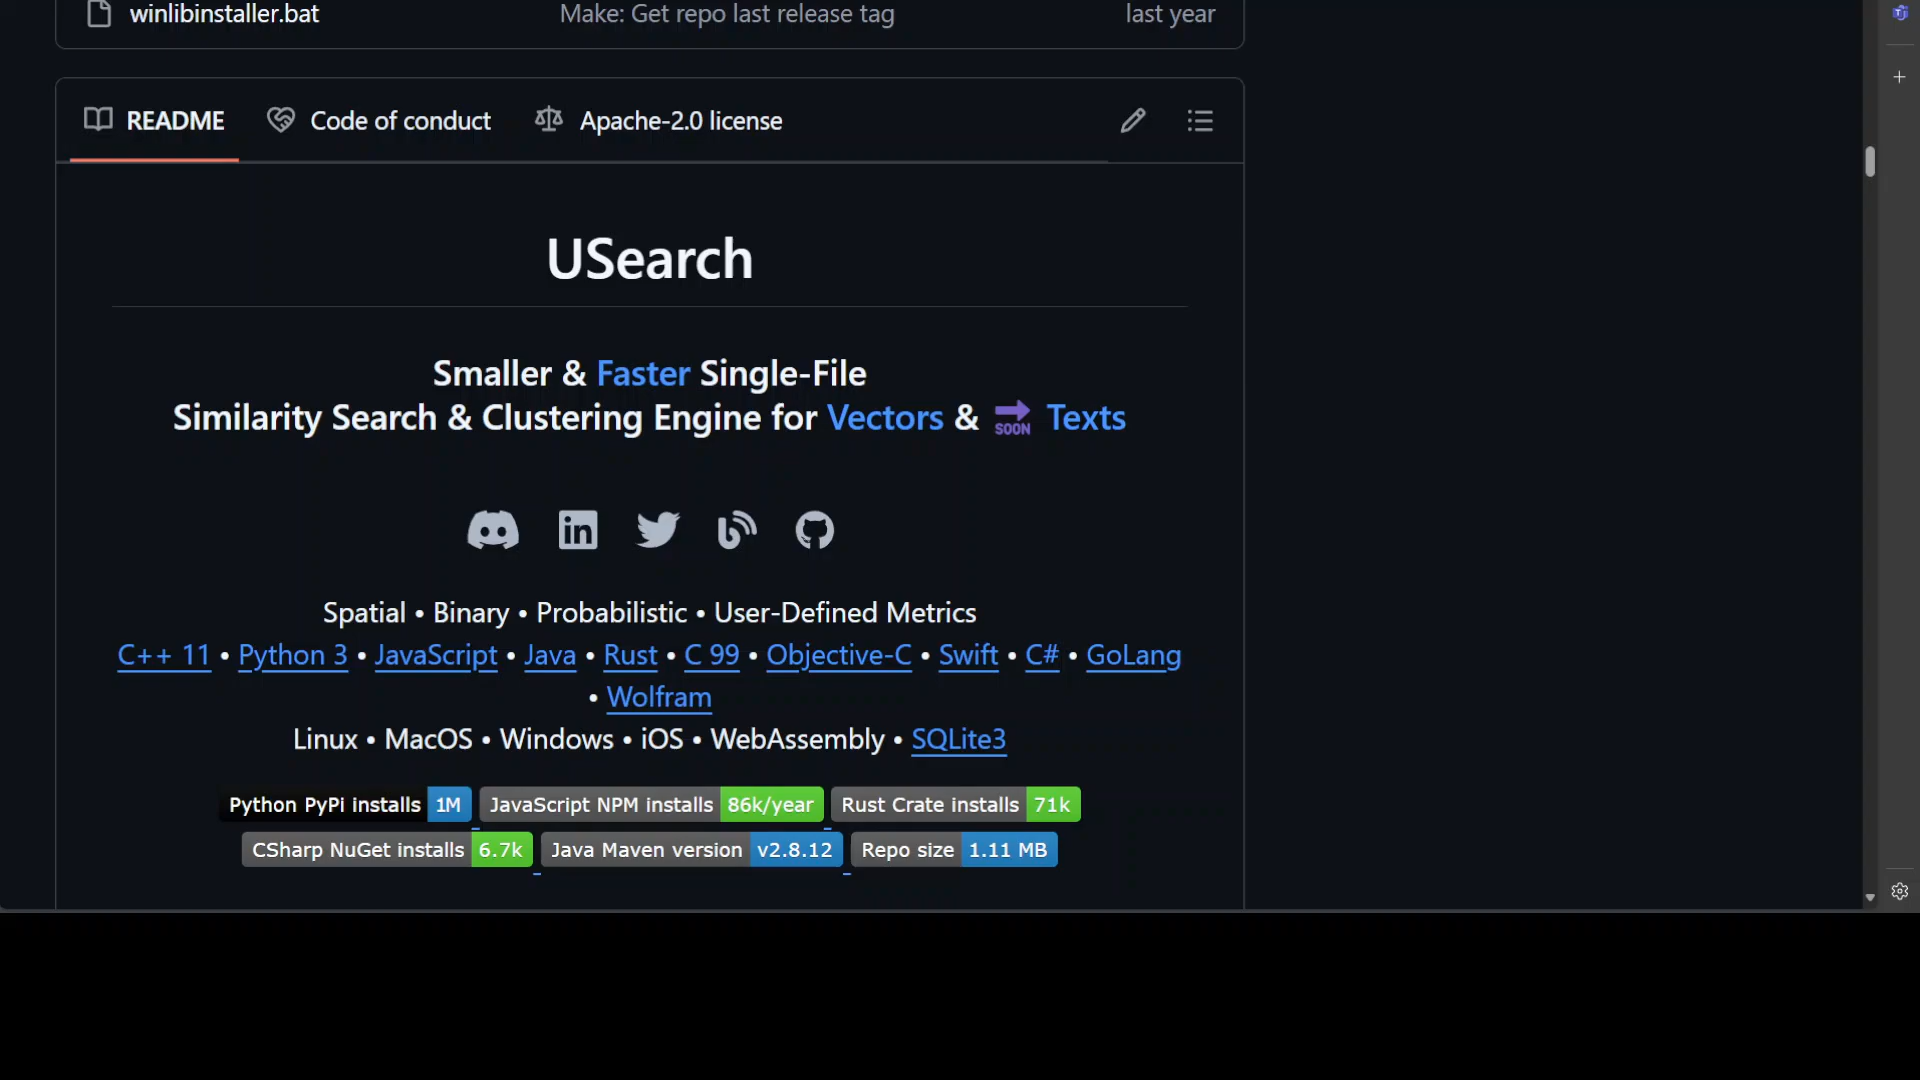 winlibinstaller.bat Make: Get repo last release tag last year
README Code of conduct Apache-2.0 license
USearch
Smaller & Faster Single-File
Similarity Search & Clustering Engine for Vectors & SOON Texts
Spatial • Binary • Probabilistic • User-Defined Metrics
C++ 11 • Python 3 • JavaScript • Java • Rust • C 99 • Objective-C • Swift • C# • GoLang
• Wolfram
Linux • MacOS • Windows • iOS • WebAssembly • SQLite3
Python PyPi installs 1M JavaScript NPM installs 86k/year Rust Crate installs 71k
CSharp NuGet installs 6.7k Java Maven version v2.8.12 Repo size 1.11 MB